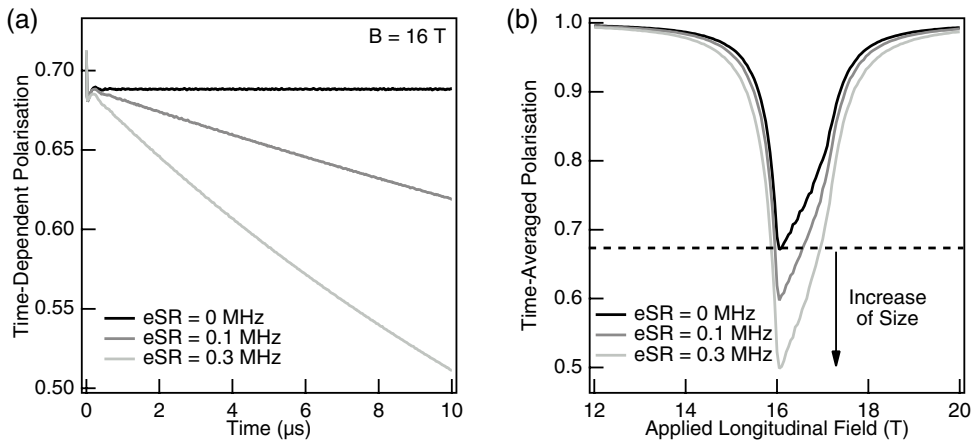 (a)
B = 16 T
Time-Dependent Polarisation
0.70
0.65
0.60
0.55
0.50
eSR = 0 MHz
eSR = 0.1 MHz
eSR = 0.3 MHz
0 2 4 6 8 10
Time (µs)
(b)
Time-Averaged Polarisation
1.0
0.9
0.8
0.7
0.6
0.5
eSR = 0 MHz
eSR = 0.1 MHz
eSR = 0.3 MHz
Increase
of Size
12 14 16 18 20
Applied Longitudinal Field (T)